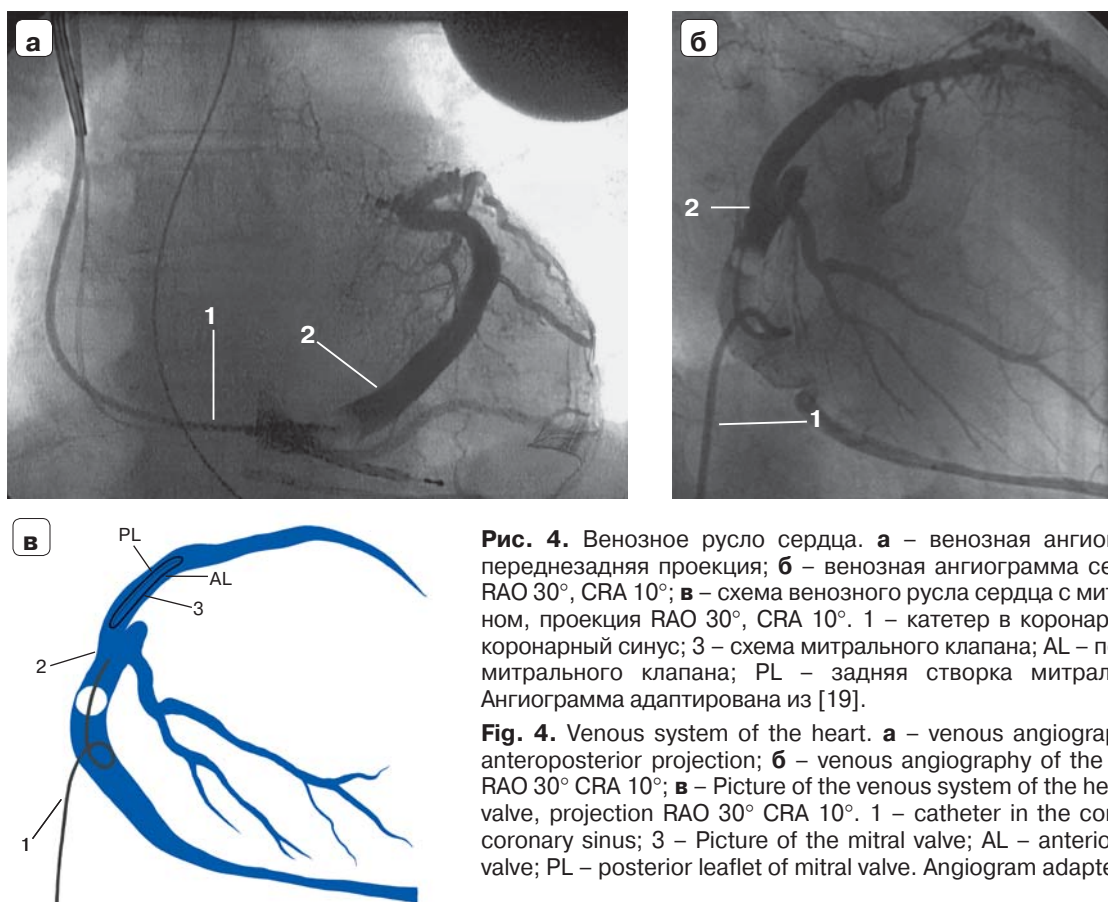 а
б
1
2
2
1
в
PL
AL
3
2
1
Рис. 4. Венозное русло сердца. а – венозная ангиог
переднезадняя проекция; б – венозная ангиограмма се
RAO 30°, CRA 10°; в – схема венозного русла сердца с мит
ном, проекция RAO 30°, CRA 10°. 1 – катетер в коронар
коронарный синус; 3 – схема митрального клапана; AL – п
митрального клапана; PL – задняя створка митрал
Ангиограмма адаптирована из [19].
Fig. 4. Venous system of the heart. а – venous angiograp
anteroposterior projection; б – venous angiography of the
RAO 30° CRA 10°; в – Picture of the venous system of the he
valve, projection RAO 30° CRA 10°. 1 – catheter in the cor
coronary sinus; 3 – Picture of the mitral valve; AL – anterio
valve; PL – posterior leaflet of mitral valve. Angiogram adapte